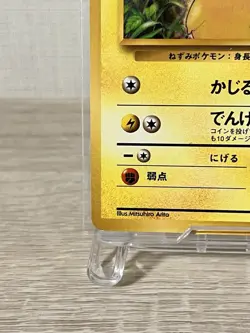 ねずみポケモン：身長
かじる
でんげ
コインを投げ
も10ダメージ
にげる
弱点
Illus. Mitsuhiro Arita